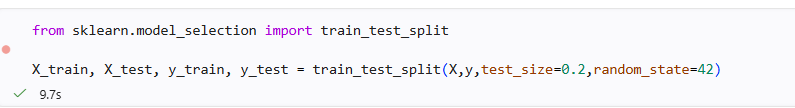 from sklearn.model_selection import train_test_split
X_train, X_test, y_train, y_test = train_test_split(X,y,test_size=0.2,random_state=42)
9.7s